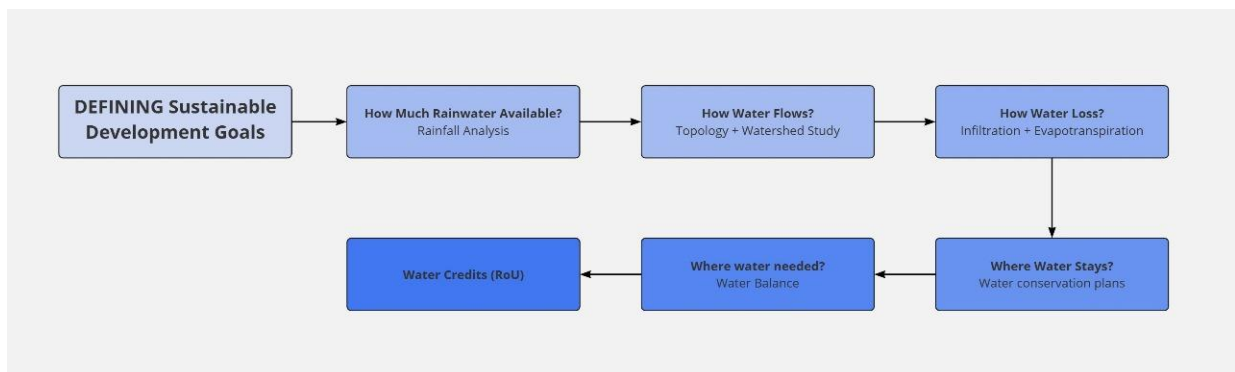 DEFINING Sustainable
Development Goals
How Much Rainwater Available?
Rainfall Analysis
How Water Flows?
Topology + Watershed Study
How Water Loss?
Infiltration + Evapotranspiration
Where Water Stays?
Water conservation plans
Where water needed?
Water Balance
Water Credits (RoU)